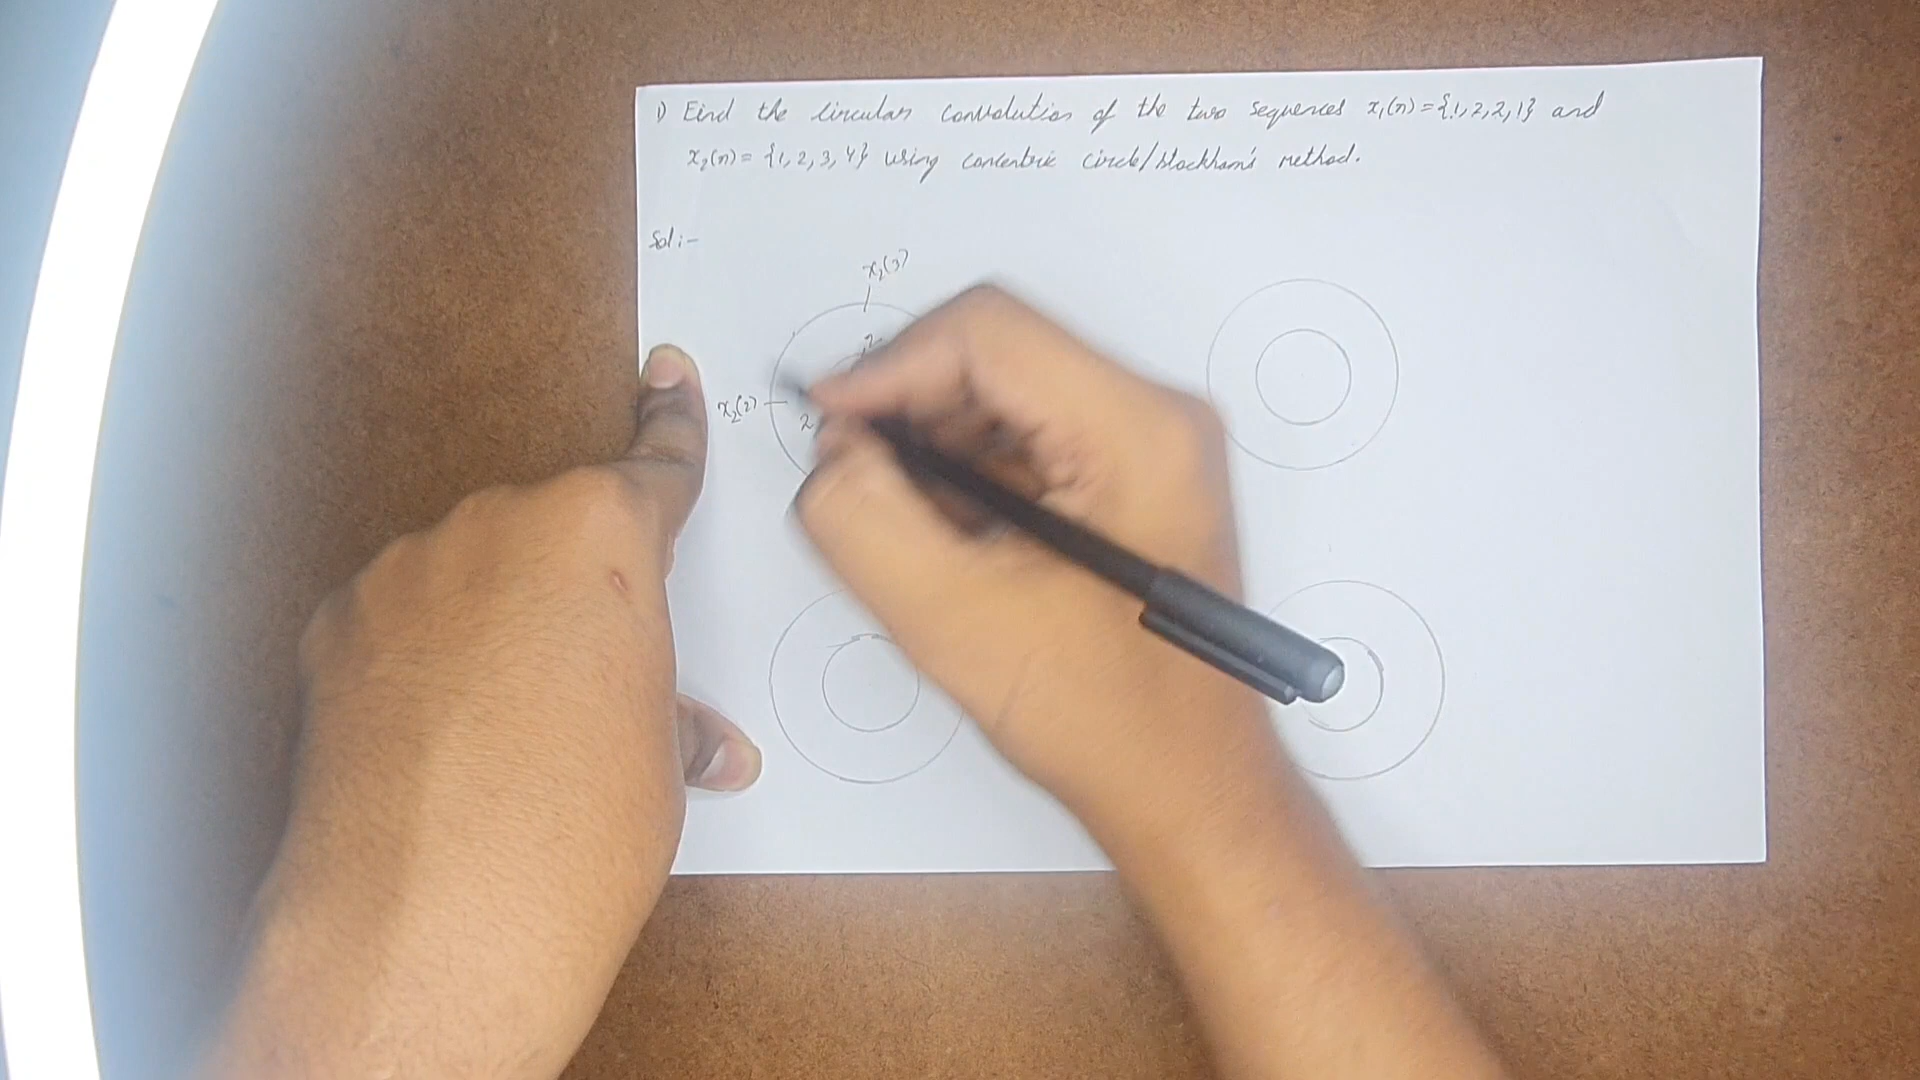 1) Find the circular convolution of the two sequences x₁(n)={1,2,2,1} and
x₂(n)= {1, 2, 3, 4} using concentric circle/stockham's method.
Sol:-
x₂(3)
2
x₂(2)
2